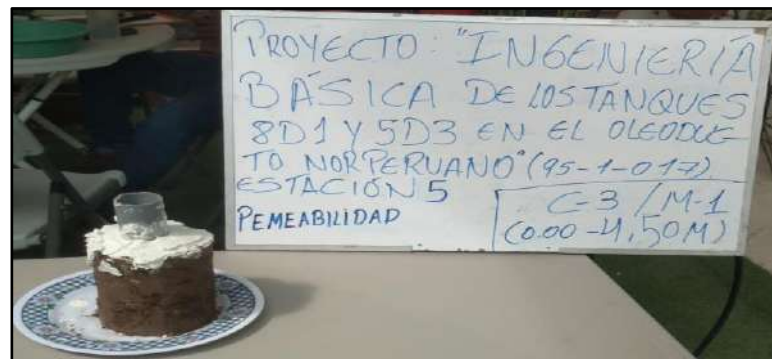 PROYECTO: "INGENIERÍA
BÁSICA DE LOS TANQUES
8D1 Y 5D3 EN EL OLEODUC
TO NORPERUANO" (95-1-017)
ESTACIÓN 5
PEMEABILIDAD
C-3 / M-1
(0.00-4,50M)